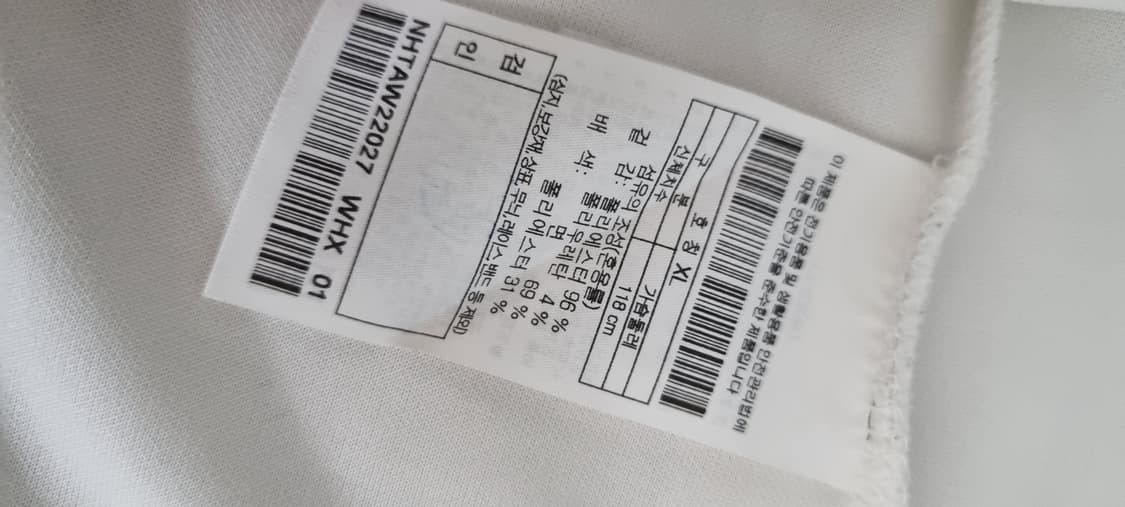 이 제품은 전기용품 및 생활용품 안전관리법에
따른 안전기준을 준수한 제품입니다
구 분 호 칭 가슴둘레
신체치수 XL 118 cm
섬유의 조성(혼용률)
겉 감: 폴리에스터 96 %
폴리우레탄 4 %
배 색: 면 69 %
폴리에스터 31 %
(심지,보강재,상표,무늬,레이스,밴드 등 제외)
검
인
NHTAW22027 WHX 01